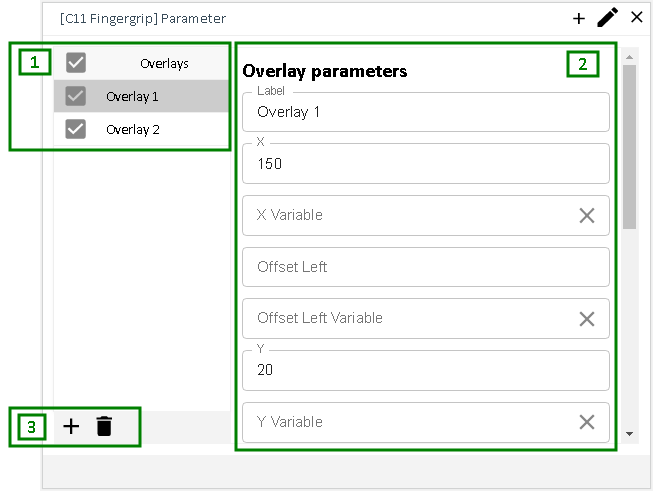 [C11 Fingergrip] Parameter
1
Overlays
Overlay 1
Overlay 2
2
Overlay parameters
Label
Overlay 1
X
150
X Variable
Offset Left
Offset Left Variable
Y
20
Y Variable
3